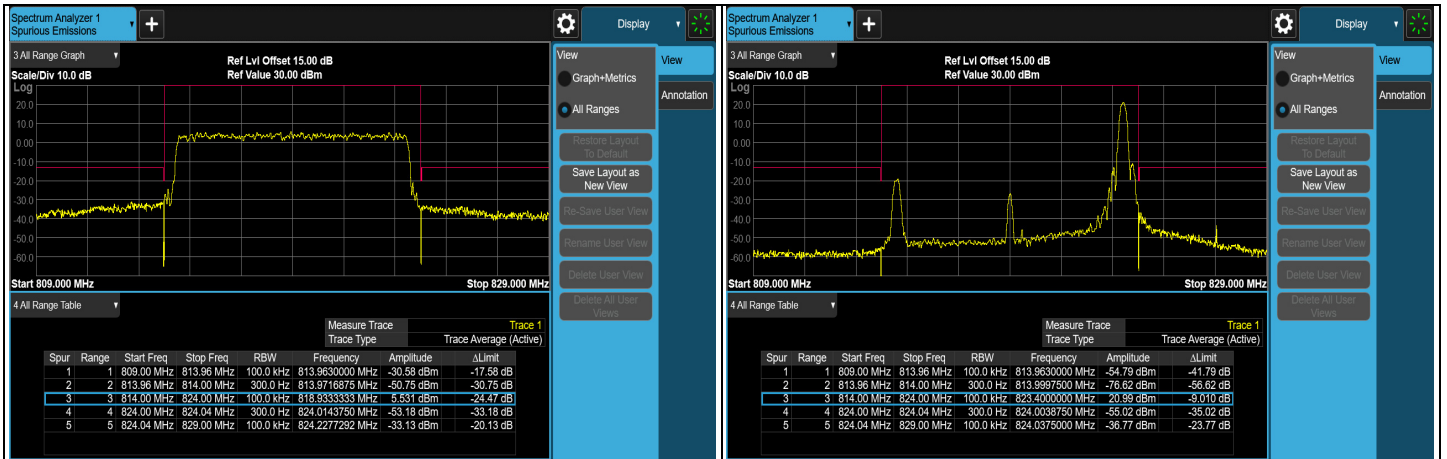 Spectrum Analyzer 1
Spurious Emissions
+
Display
3 All Range Graph
Ref Lvl Offset 15.00 dB
Scale/Div 10.0 dB
Ref Value 30.00 dBm
Log
20.0
10.0
0.00
-10.0
-20.0
-30.0
-40.0
-50.0
-60.0
Start 809.000 MHz
Stop 829.000 MHz
4 All Range Table
Measure Trace Trace 1
Trace Type Trace Average (Active)
Spur Range Start Freq Stop Freq RBW Frequency Amplitude ΔLimit
1 1 809.00 MHz 813.96 MHz 100.0 kHz 813.9630000 MHz -30.58 dBm -17.58 dB
2 2 813.96 MHz 814.00 MHz 300.0 Hz 813.9716875 MHz -50.75 dBm -30.75 dB
3 3 814.00 MHz 824.00 MHz 100.0 kHz 818.9333333 MHz 5.531 dBm -24.47 dB
4 4 824.00 MHz 824.04 MHz 300.0 Hz 824.0143750 MHz -53.18 dBm -33.18 dB
5 5 824.04 MHz 829.00 MHz 100.0 kHz 824.2277292 MHz -33.13 dBm -20.13 dB
View
Graph+Metrics
All Ranges
Restore Layout
To Default
Save Layout as
New View
Re-Save User View
Rename User View
Delete User View
Delete All User
Views
View
Annotation
Spectrum Analyzer 1
Spurious Emissions
+
Display
3 All Range Graph
Ref Lvl Offset 15.00 dB
Scale/Div 10.0 dB
Ref Value 30.00 dBm
Log
20.0
10.0
0.00
-10.0
-20.0
-30.0
-40.0
-50.0
-60.0
Start 809.000 MHz
Stop 829.000 MHz
4 All Range Table
Measure Trace Trace 1
Trace Type Trace Average (Active)
Spur Range Start Freq Stop Freq RBW Frequency Amplitude ΔLimit
1 1 809.00 MHz 813.96 MHz 100.0 kHz 813.9630000 MHz -54.79 dBm -41.79 dB
2 2 813.96 MHz 814.00 MHz 300.0 Hz 813.9997500 MHz -76.62 dBm -56.62 dB
3 3 814.00 MHz 824.00 MHz 100.0 kHz 823.4000000 MHz 20.99 dBm -9.010 dB
4 4 824.00 MHz 824.04 MHz 300.0 Hz 824.0038750 MHz -55.02 dBm -35.02 dB
5 5 824.04 MHz 829.00 MHz 100.0 kHz 824.0375000 MHz -36.77 dBm -23.77 dB
View
Graph+Metrics
All Ranges
Restore Layout
To Default
Save Layout as
New View
Re-Save User View
Rename User View
Delete User View
Delete All User
Views
View
Annotation